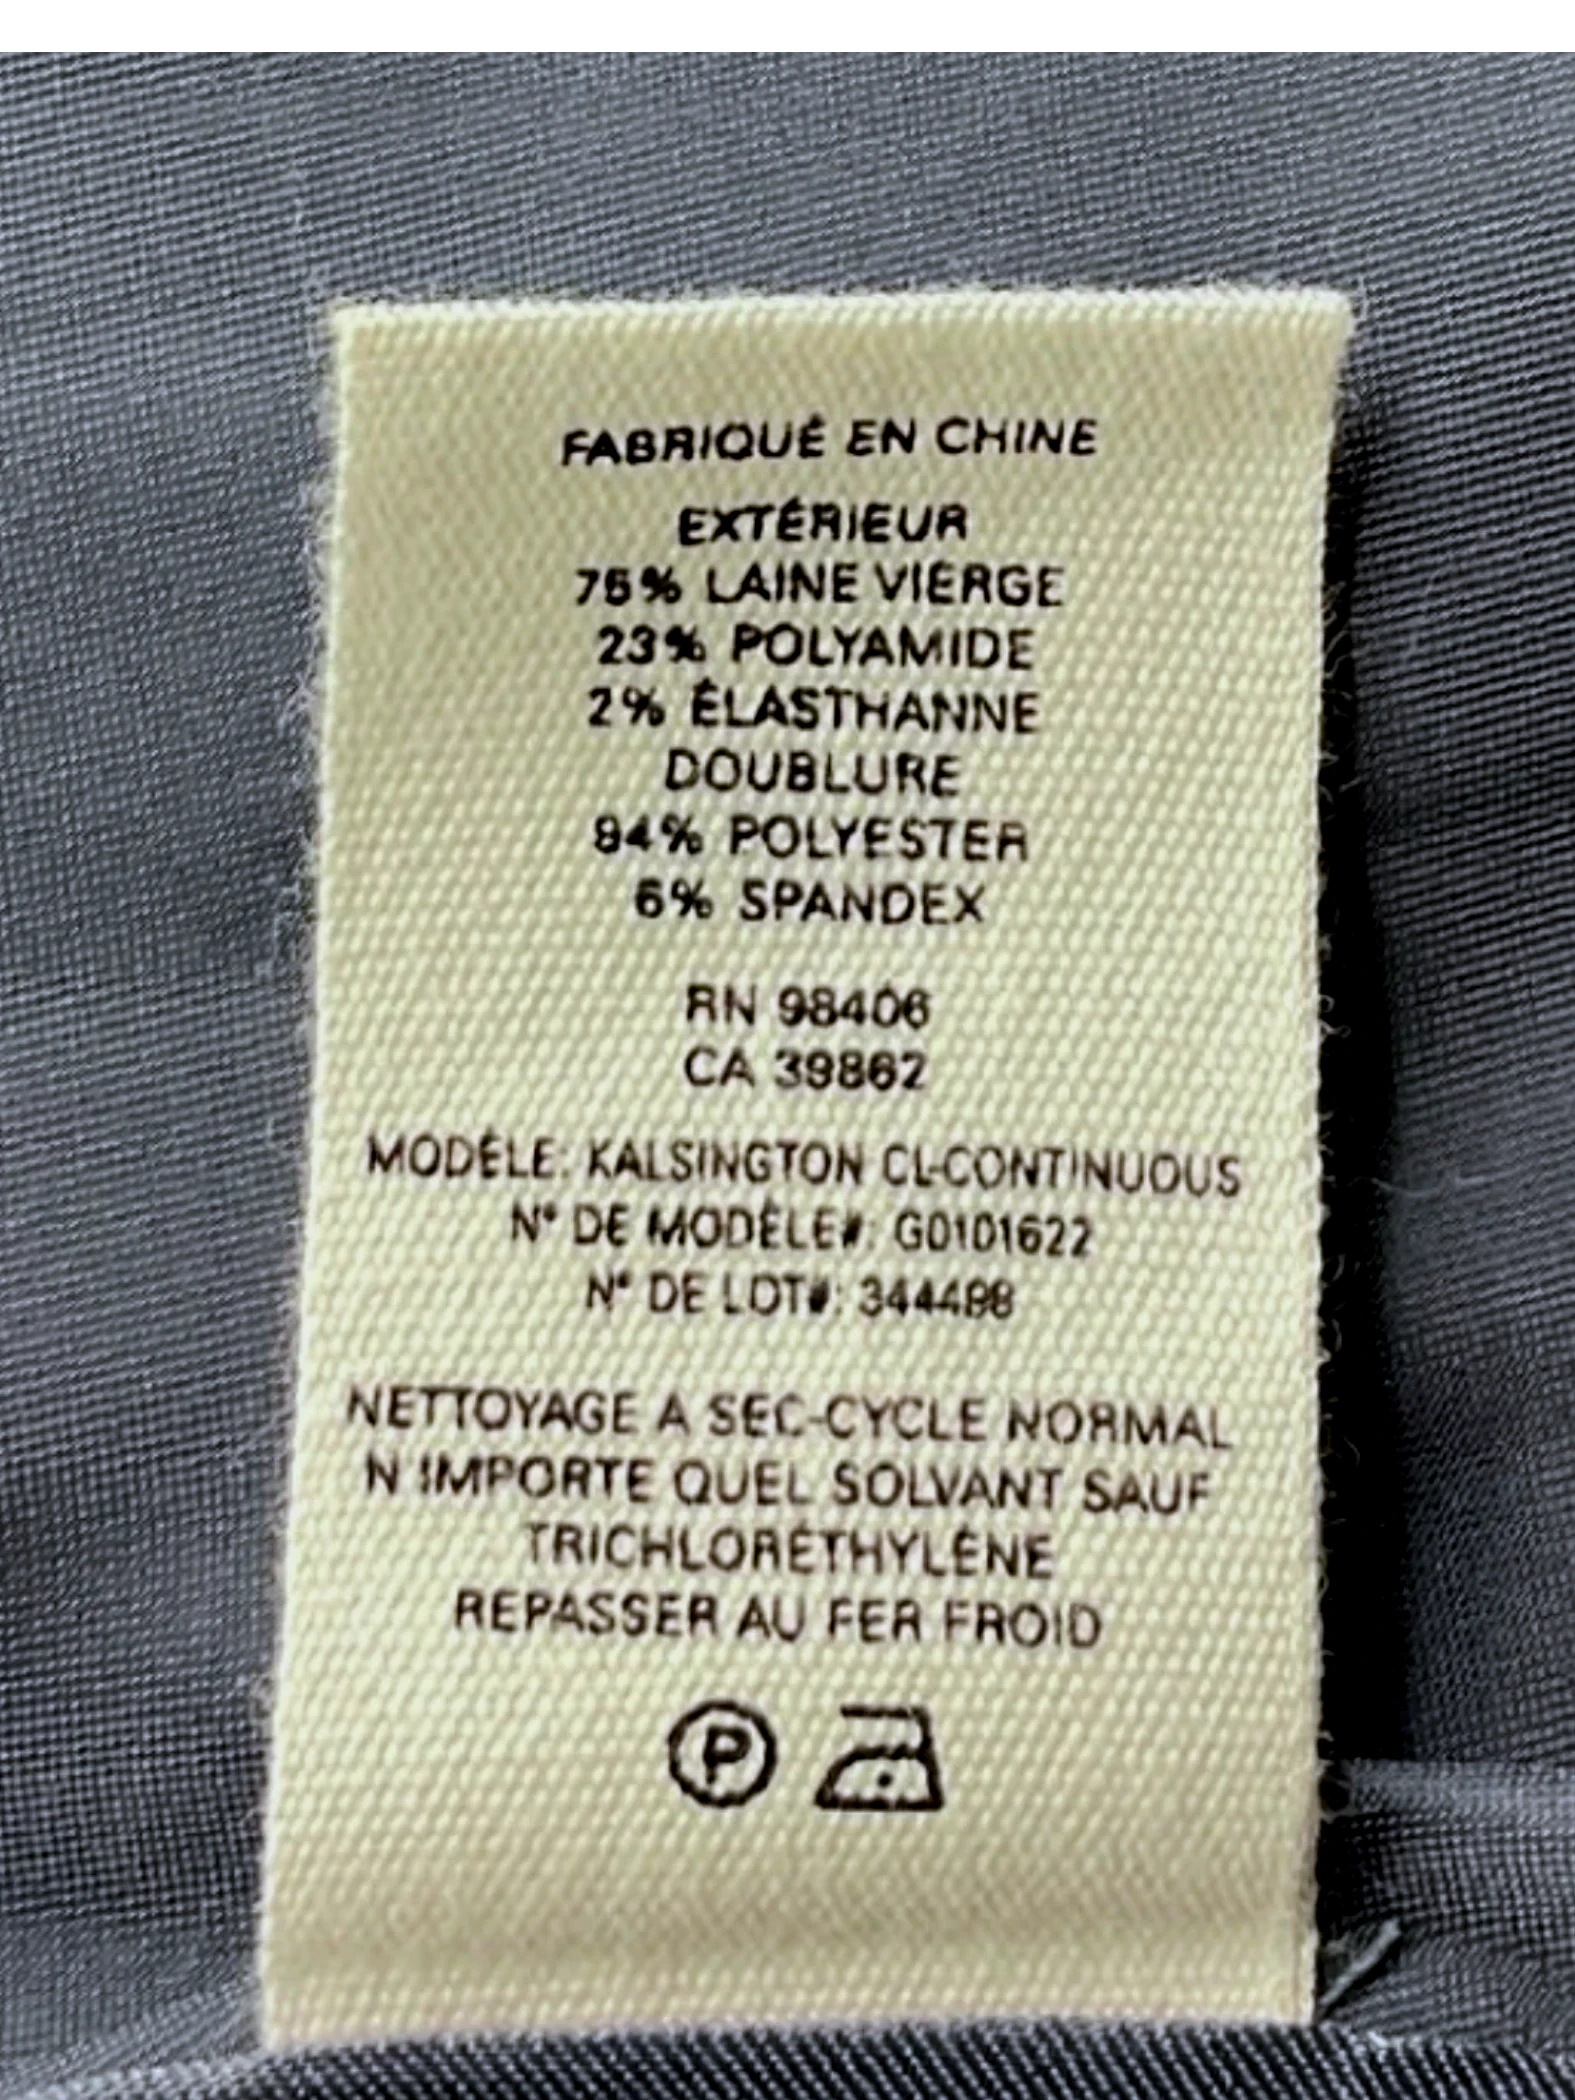 FABRIQUÉ EN CHINE
EXTÉRIEUR
75% LAINE VIERGE
23% POLYAMIDE
2% ÉLASTHANNE
DOUBLURE
94% POLYESTER
6% SPANDEX
RN 98406
CA 39862
MODÈLE: KALSINGTON CL-CONTINUOUS
N° DE MODÈLE#: G0101622
N° DE LOT#: 344498
NETTOYAGE A SEC-CYCLE NORMAL
N'IMPORTE QUEL SOLVANT SAUF
TRICHLORÉTHYLÈNE
REPASSER AU FER FROID
P